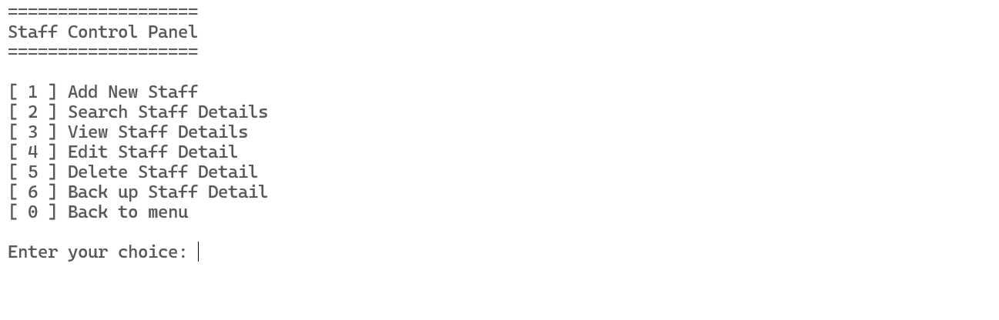 ===================
Staff Control Panel
===================
[ 1 ] Add New Staff
[ 2 ] Search Staff Details
[ 3 ] View Staff Details
[ 4 ] Edit Staff Detail
[ 5 ] Delete Staff Detail
[ 6 ] Back up Staff Detail
[ 0 ] Back to menu
Enter your choice: